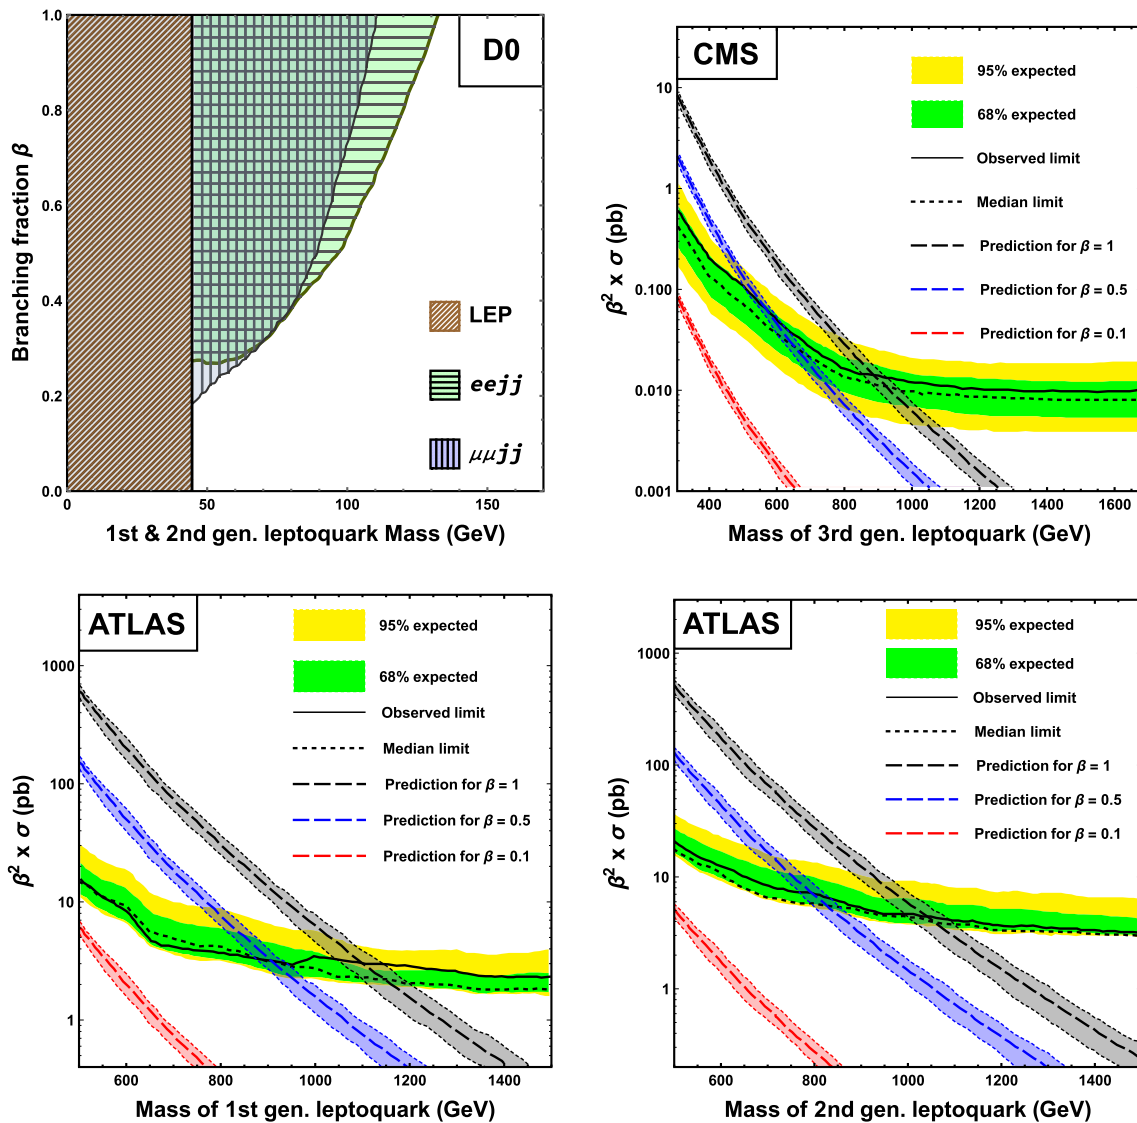 D0
Branching fraction β
1.0
0.8
0.6
0.4
0.2
0.0
LEP
eejj
μμjj
0
50
100
150
1st & 2nd gen. leptoquark Mass (GeV)
CMS
95% expected
68% expected
Observed limit
Median limit
Prediction for β = 1
Prediction for β = 0.5
Prediction for β = 0.1
β² x σ (pb)
10
1
0.100
0.010
0.001
400
600
800
1000
1200
1400
1600
Mass of 3rd gen. leptoquark (GeV)
ATLAS
95% expected
68% expected
Observed limit
Median limit
Prediction for β = 1
Prediction for β = 0.5
Prediction for β = 0.1
β² x σ (pb)
1000
100
10
1
600
800
1000
1200
1400
Mass of 1st gen. leptoquark (GeV)
ATLAS
95% expected
68% expected
Observed limit
Median limit
Prediction for β = 1
Prediction for β = 0.5
Prediction for β = 0.1
β² x σ (pb)
1000
100
10
1
600
800
1000
1200
1400
Mass of 2nd gen. leptoquark (GeV)